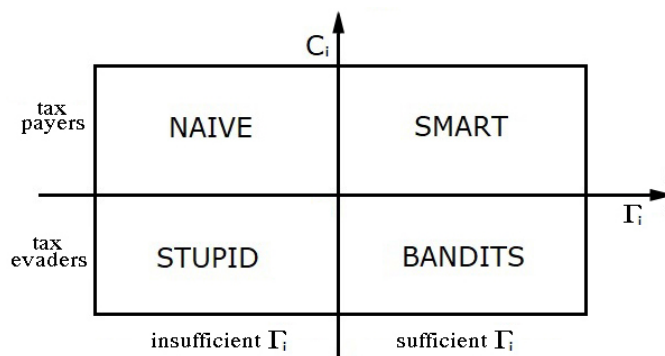 Cᵢ
tax
payers
NAIVE
SMART
Γᵢ
tax
evaders
STUPID
BANDITS
insufficient Γᵢ
sufficient Γᵢ